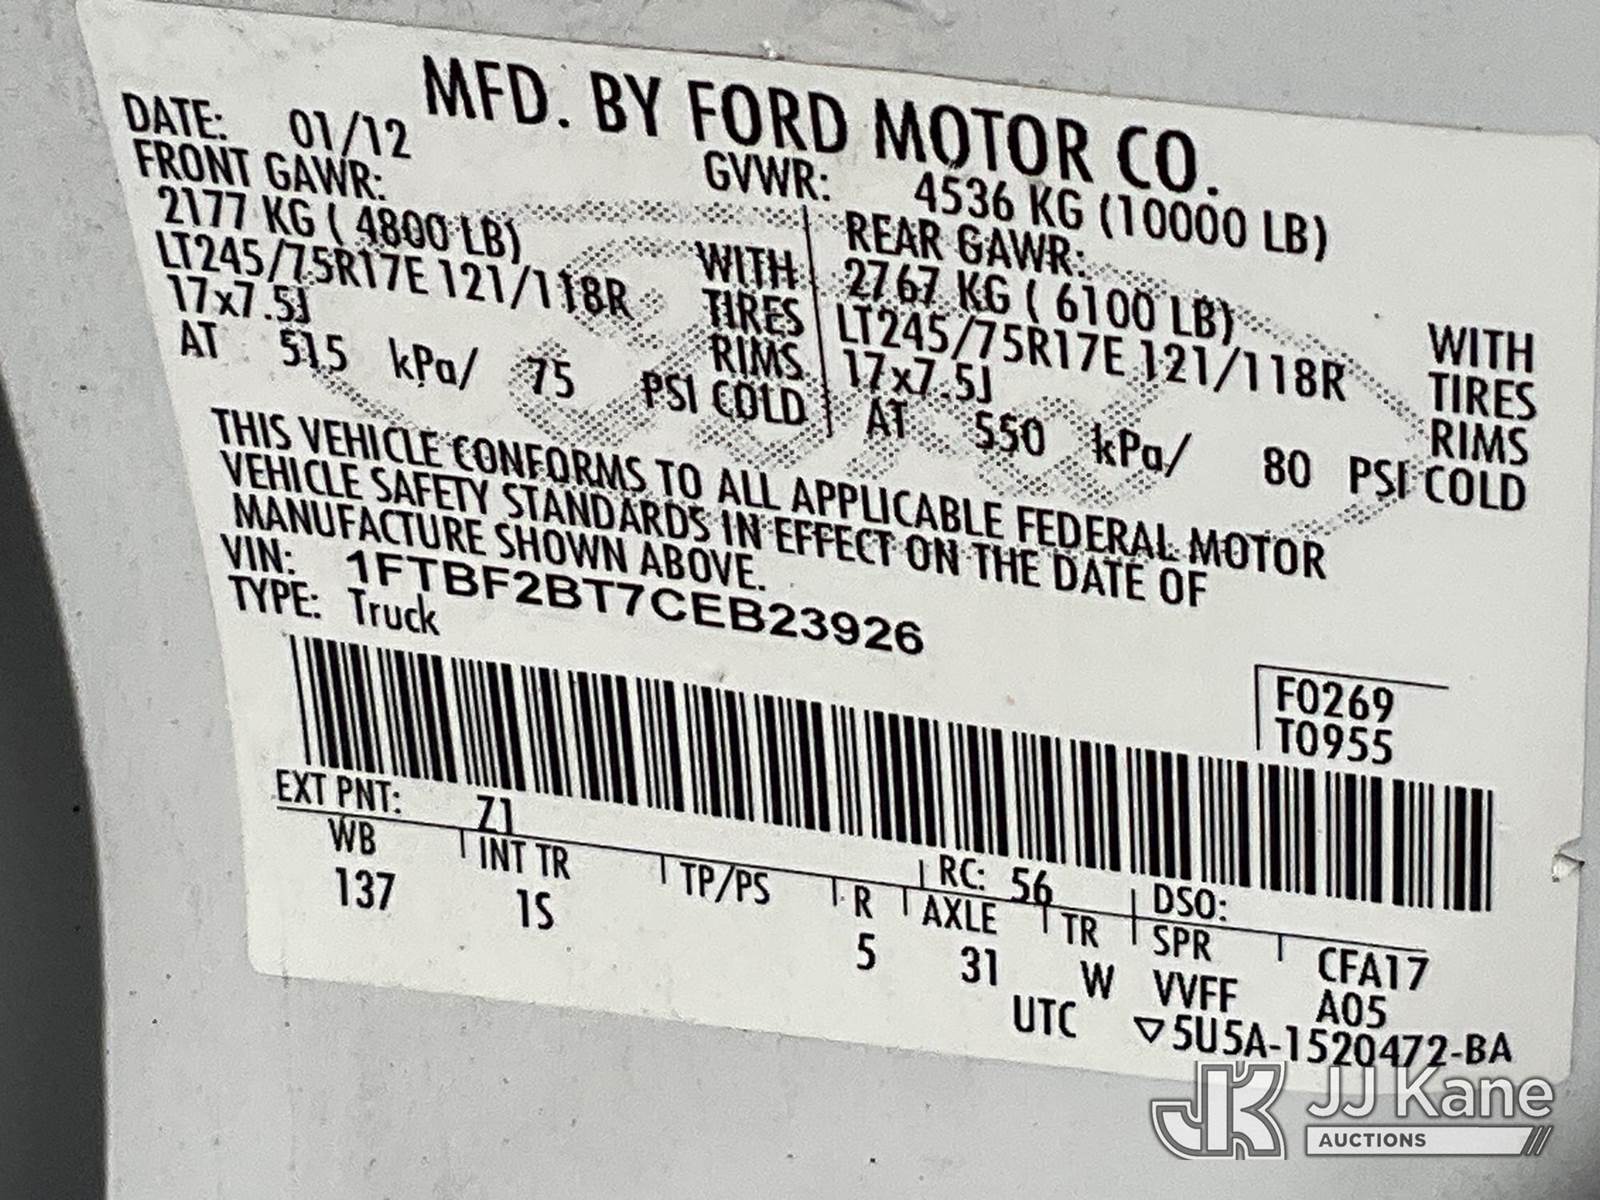 MFD. BY FORD MOTOR CO.
DATE: 01/12 GVWR: 4536 KG (10000 LB)
FRONT GAWR: REAR GAWR:
2177 KG ( 4800 LB) WITH 2767 KG ( 6100 LB) WITH
LT245/75R17E 121/118R TIRES LT245/75R17E 121/118R TIRES
17x7.5J RIMS 17x7.5J RIMS
AT 515 kPa/ 75 PSI COLD AT 550 kPa/ 80 PSI COLD
THIS VEHICLE CONFORMS TO ALL APPLICABLE FEDERAL MOTOR
VEHICLE SAFETY STANDARDS IN EFFECT ON THE DATE OF
MANUFACTURE SHOWN ABOVE.
VIN: 1FTBF2BT7CEB23926
TYPE: Truck
F0269
T0955
EXT PNT: Z1 RC: 56 DSO:
WB INT TR TP/PS R AXLE TR SPR CFA17
137 1S 5 31 W VVFF A05
UTC ▽5U5A-1520472-BA
JK JJ Kane
AUCTIONS